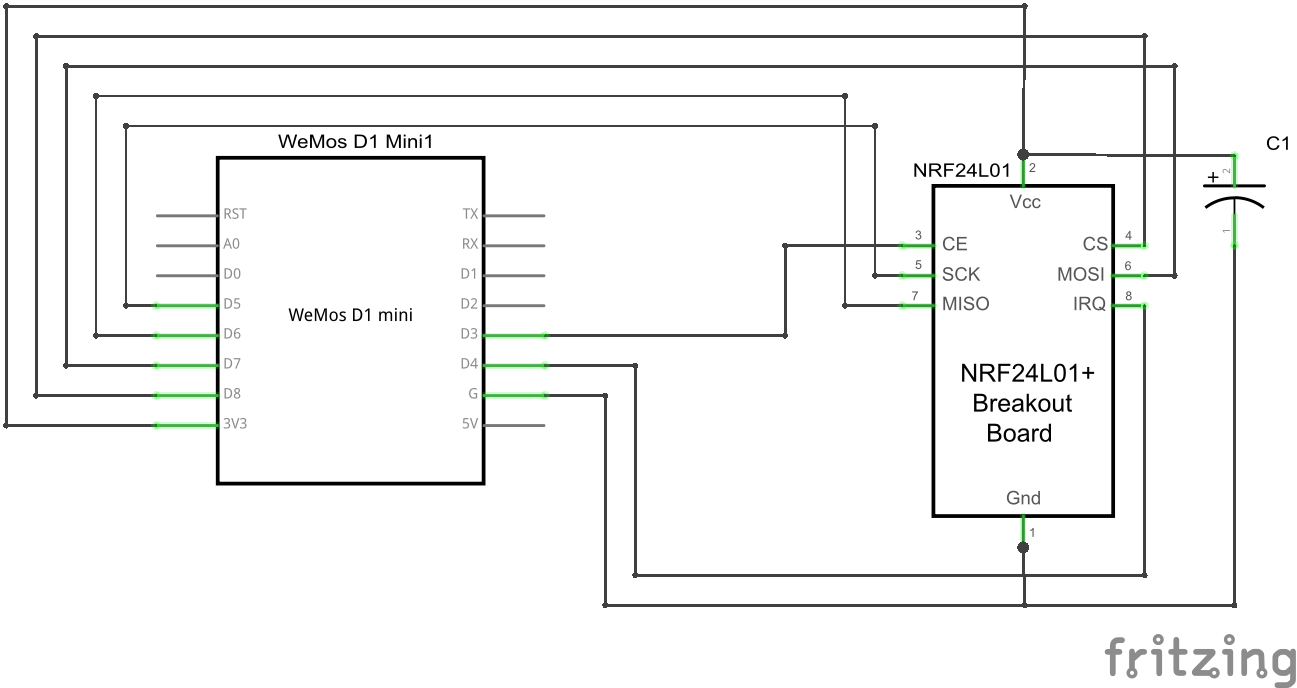 C1
WeMos D1 Mini1
NRF24L01
+
2
2
Vcc
1
RST
TX
A0
RX
D0
D1
D5
D2
D6
D3
D7
D4
D8
G
3V3
5V
WeMos D1 mini
3
CE
CS
4
5
SCK
MOSI
6
7
MISO
IRQ
8
NRF24L01+
Breakout
Board
Gnd
1
fritzing